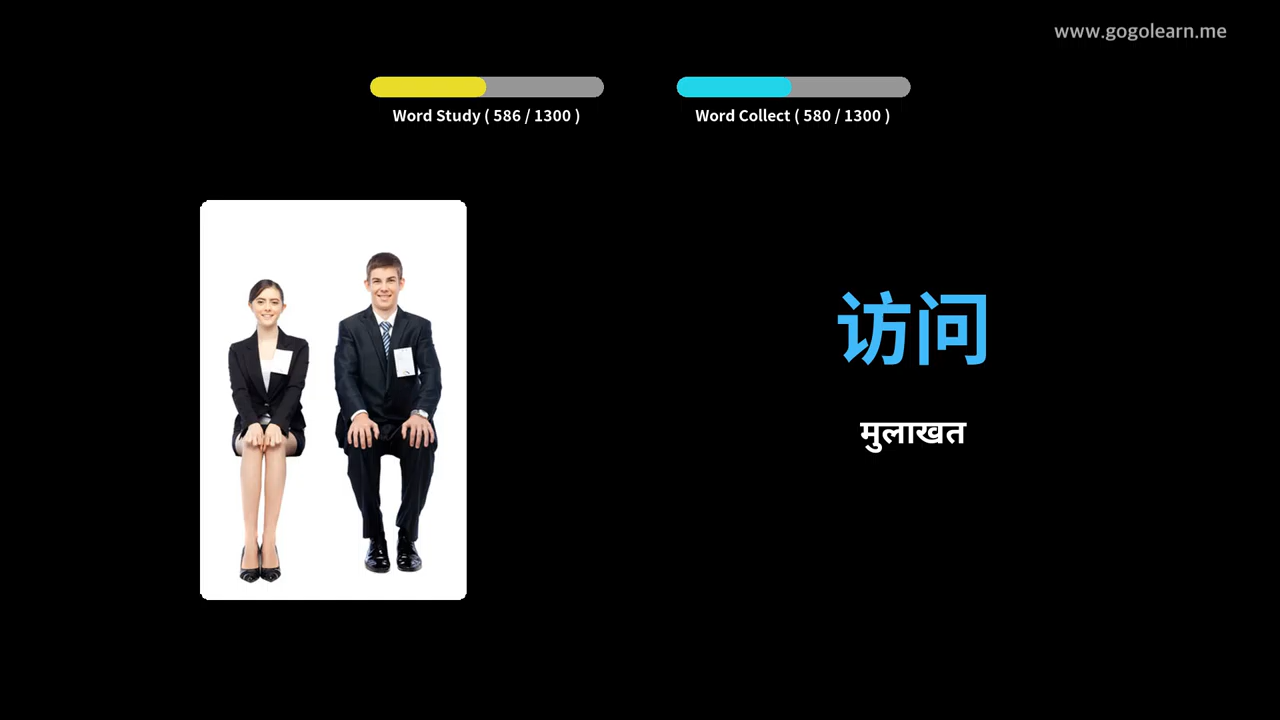 www.gogolearn.me
Word Study ( 586 / 1300 )
Word Collect ( 580 / 1300 )
访问
मुलाखत